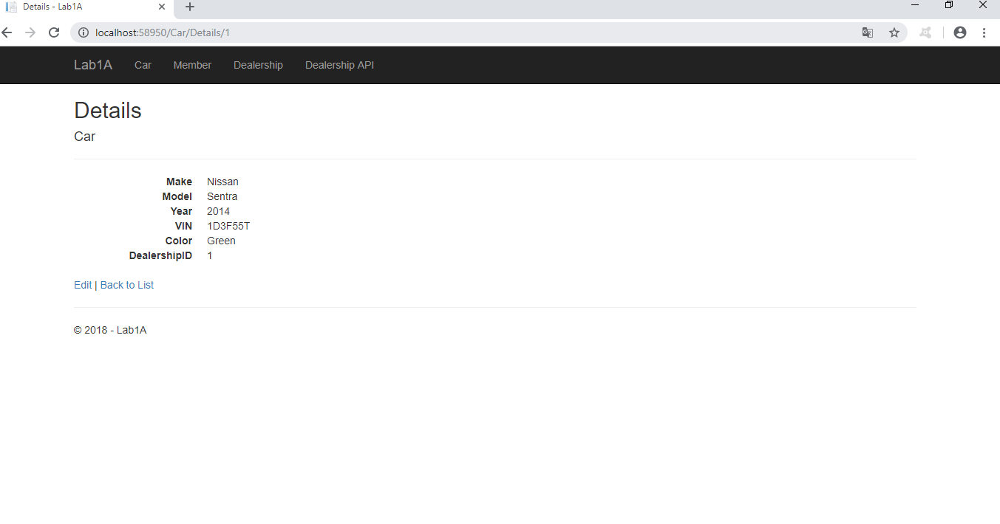 Details - Lab1A
localhost:58950/Car/Details/1
Lab1A Car Member Dealership Dealership API
Details
Car
Make Nissan
Model Sentra
Year 2014
VIN 1D3F55T
Color Green
DealershipID 1
Edit | Back to List
© 2018 - Lab1A